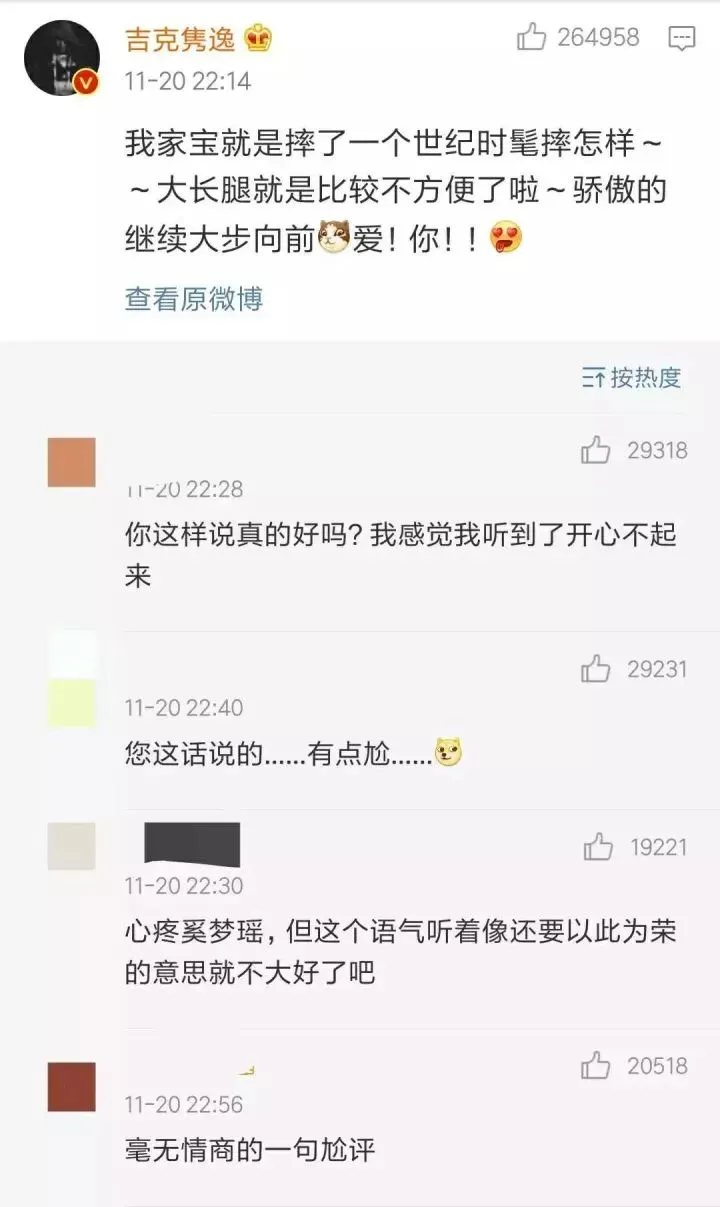 吉克隽逸
264958
11-20 22:14
我家宝就是摔了一个世纪时髦摔怎样～
～大长腿就是比较不方便了啦～骄傲的
继续大步向前爱！你！！
查看原微博
按热度
29318
11-20 22:28
你这样说真的好吗？我感觉我听到了开心不起
来
29231
11-20 22:40
您这话说的......有点尬......
19221
11-20 22:30
心疼奚梦瑶，但这个语气听着像还要以此为荣
的意思就不大好了吧
20518
11-20 22:56
毫无情商的一句尬评